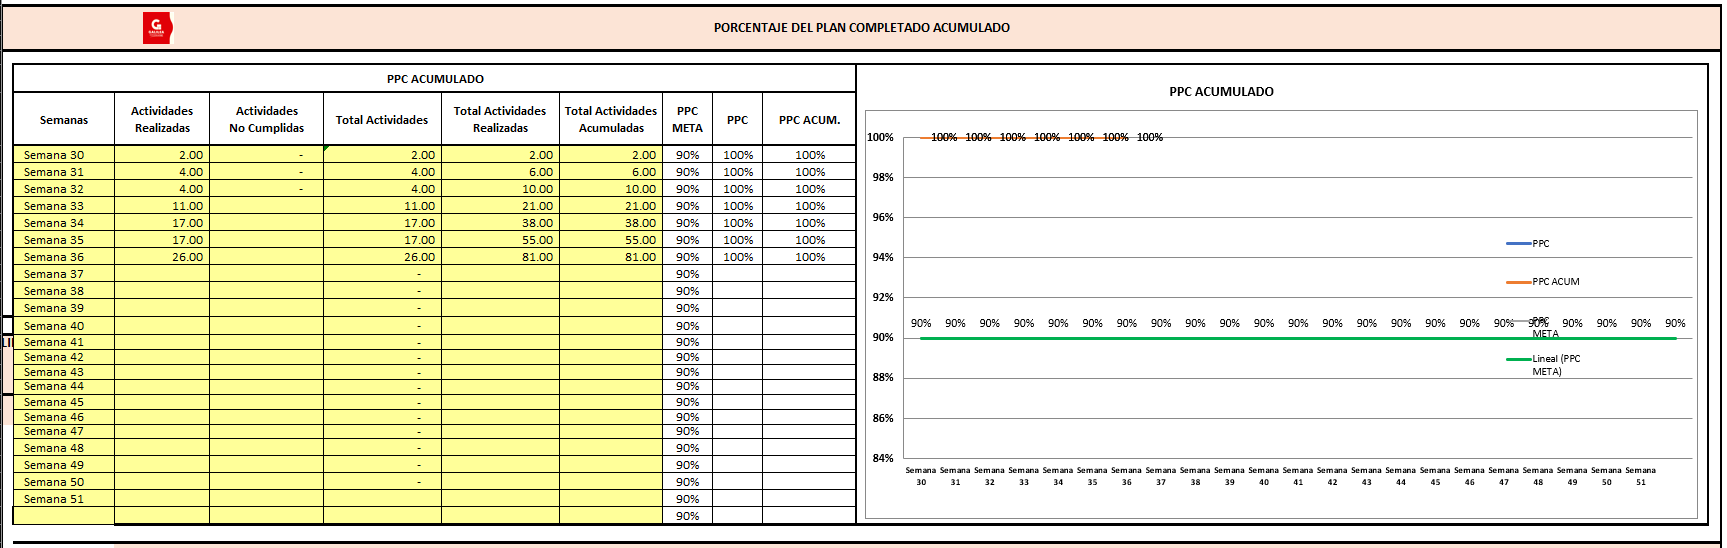 G
PORCENTAJE DEL PLAN COMPLETADO ACUMULADO
PPC ACUMULADO
Semanas Actividades Realizadas Actividades No Cumplidas Total Actividades Total Actividades Realizadas Total Actividades Acumuladas PPC META PPC PPC ACUM.
Semana 30 2.00 - 2.00 2.00 2.00 90% 100% 100%
Semana 31 4.00 - 4.00 6.00 6.00 90% 100% 100%
Semana 32 4.00 - 4.00 10.00 10.00 90% 100% 100%
Semana 33 11.00 11.00 21.00 21.00 90% 100% 100%
Semana 34 17.00 17.00 38.00 38.00 90% 100% 100%
Semana 35 17.00 17.00 55.00 55.00 90% 100% 100%
Semana 36 26.00 26.00 81.00 81.00 90% 100% 100%
Semana 37 - 90%
Semana 38 - 90%
Semana 39 - 90%
Semana 40 - 90%
Semana 41 - 90%
Semana 42 - 90%
Semana 43 - 90%
Semana 44 - 90%
Semana 45 - 90%
Semana 46 - 90%
Semana 47 - 90%
Semana 48 - 90%
Semana 49 - 90%
Semana 50 - 90%
Semana 51 90%
90%
PPC ACUMULADO
100% 100% 100% 100% 100% 100% 100% 100%
98%
96%
94%
92%
90%
88%
86%
84%
90% 90% 90% 90% 90% 90% 90% 90% 90% 90% 90% 90% 90% 90% 90% 90% 90% 90% 90% 90% 90% 90% 90%
PPC
PPC ACUM
PPC
META
Lineal (PPC
META)
Semana Semana Semana Semana Semana Semana Semana Semana Semana Semana Semana Semana Semana Semana Semana Semana Semana Semana Semana Semana Semana Semana
30 31 32 33 34 35 36 37 38 39 40 41 42 43 44 45 46 47 48 49 50 51